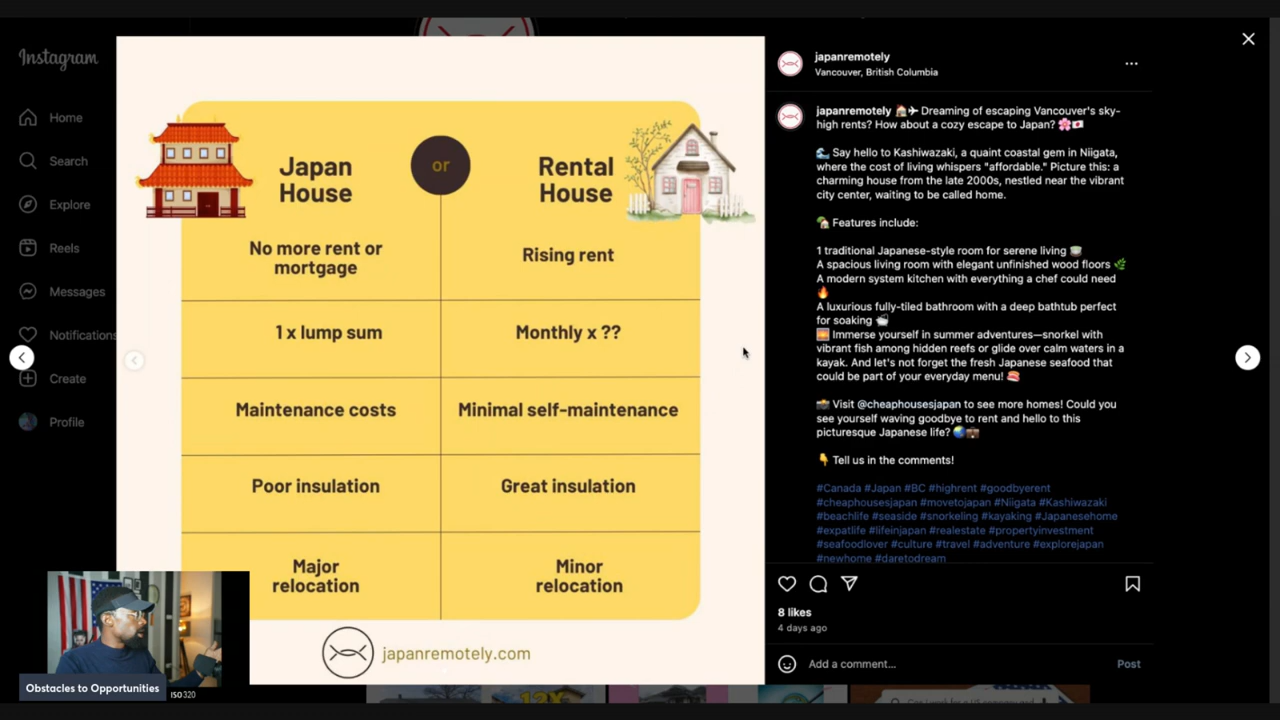 Instagram
Home
Search
Explore
Reels
Messages
Notifications
Create
Profile
Japan
House
or
Rental
House
No more rent or
mortgage
Rising rent
1 x lump sum
Monthly x ??
Maintenance costs
Minimal self-maintenance
Poor insulation
Great insulation
Major
relocation
Minor
relocation
japanremotely.com
Obstacles to Opportunities
ISO320
japanremotely
Vancouver, British Columbia
japanremotely 🏠✈ Dreaming of escaping Vancouver's sky-
high rents? How about a cozy escape to Japan? 🌸🇯🇵
🌊 Say hello to Kashiwazaki, a quaint coastal gem in Niigata,
where the cost of living whispers "affordable." Picture this: a
charming house from the late 2000s, nestled near the vibrant
city center, waiting to be called home.
🏡 Features include:
1 traditional Japanese-style room for serene living 🍵
A spacious living room with elegant unfinished wood floors 🌿
A modern system kitchen with everything a chef could need
🔥
A luxurious fully-tiled bathroom with a deep bathtub perfect
for soaking 🛀
🌅 Immerse yourself in summer adventures—snorkel with
vibrant fish among hidden reefs or glide over calm waters in a
kayak. And let's not forget the fresh Japanese seafood that
could be part of your everyday menu! 🍣
📸 Visit @cheaphousesjapan to see more homes! Could you
see yourself waving goodbye to rent and hello to this
picturesque Japanese life? 🌏💼
👇 Tell us in the comments!
#Canada #Japan #BC #highrent #goodbyerent
#cheaphousesjapan #movetojapan #Niigata #Kashiwazaki
#beachlife #seaside #snorkeling #kayaking #Japanesehome
#expatlife #lifeinjapan #realestate #propertyinvestment
#seafoodlover #culture #travel #adventure #explorejapan
#newhome #daretodream
8 likes
4 days ago
Add a comment...
Post